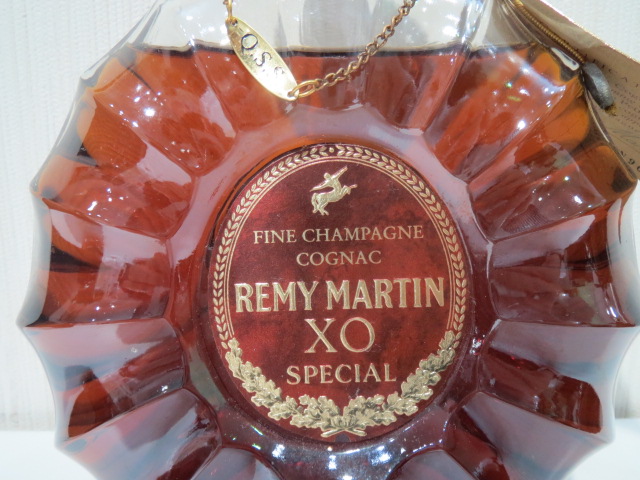 Q.S.S
FINE CHAMPAGNE
COGNAC
REMY MARTIN
XO
SPECIAL